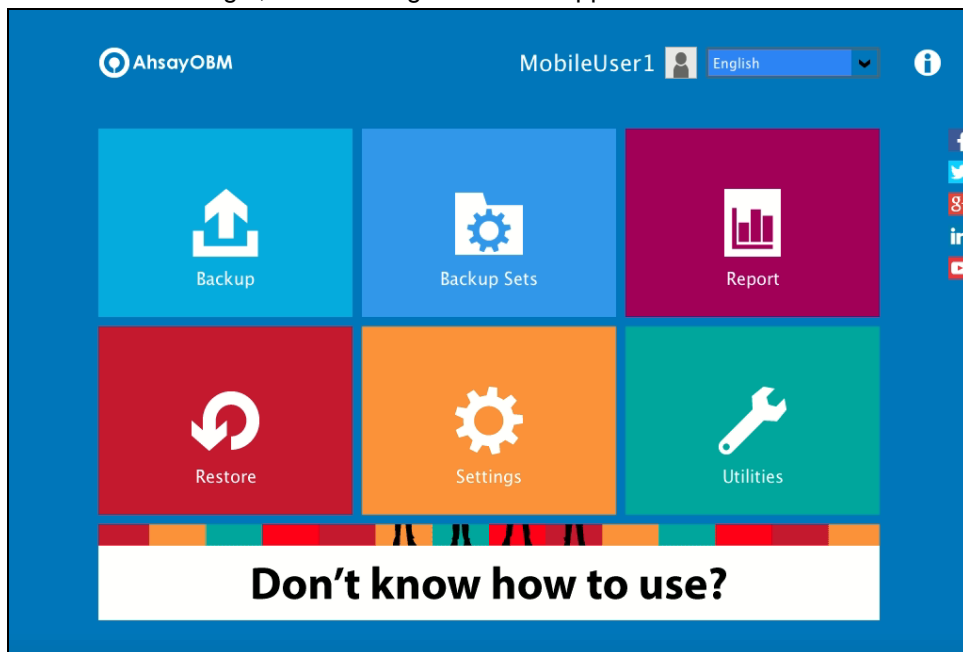 AhsayOBM
MobileUser1
English
Backup
Backup Sets
Report
Restore
Settings
Utilities
Don't know how to use?